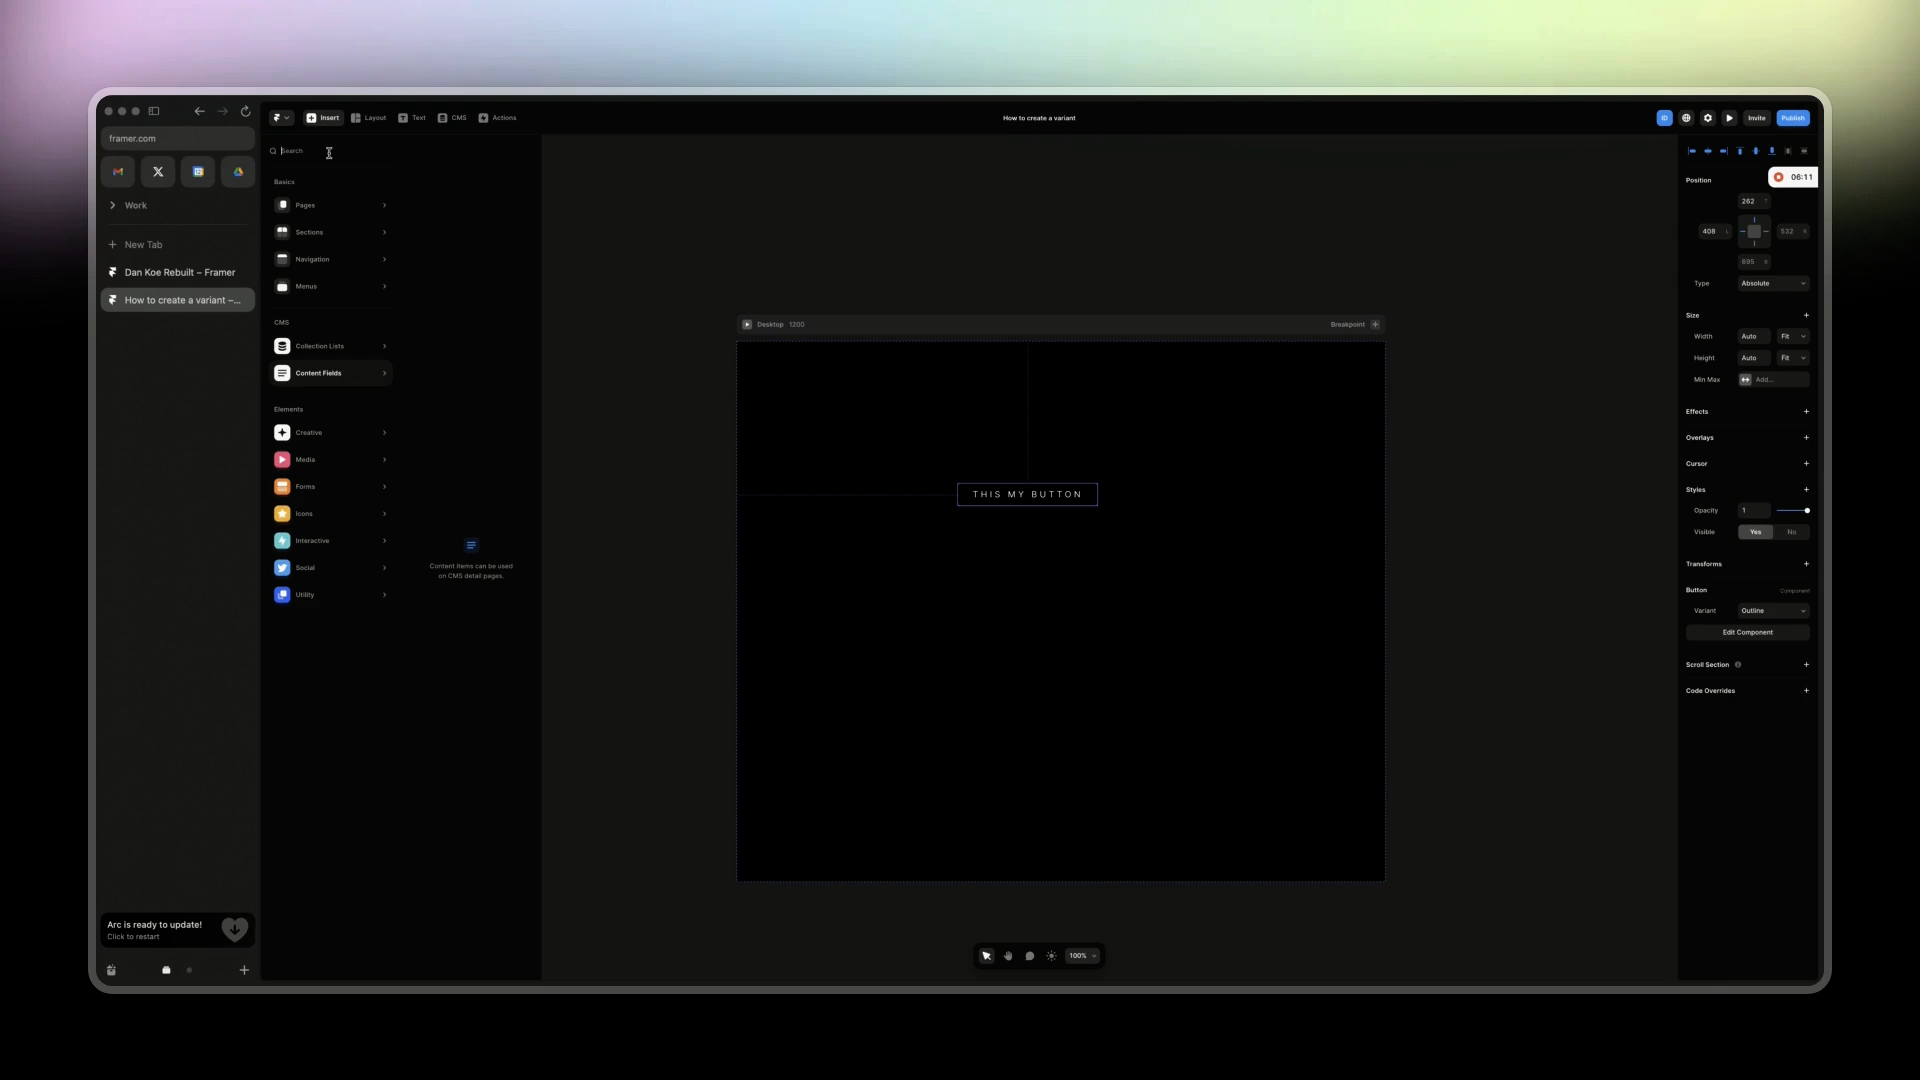 framer.com
Work
New Tab
Dan Koe Rebuilt – Framer
How to create a variant –...
Arc is ready to update!
Click to restart
Insert
Layout
Text
CMS
Actions
How to create a variant
ID
Invite
Publish
Search
Basics
Pages
Sections
Navigation
Menus
CMS
Collection Lists
Content Fields
Elements
Creative
Media
Forms
Icons
Interactive
Social
Utility
Content items can be used
on CMS detail pages.
Desktop 1200
Breakpoint
THIS MY BUTTON
100%
Position
06:11
262 T
408 L
532 R
695 B
Type Absolute
Size
Width Auto Fit
Height Auto Fit
Min Max Add...
Effects
Overlays
Cursor
Styles
Opacity 1
Visible Yes No
Transforms
Button Component
Variant Outline
Edit Component
Scroll Section
Code Overrides